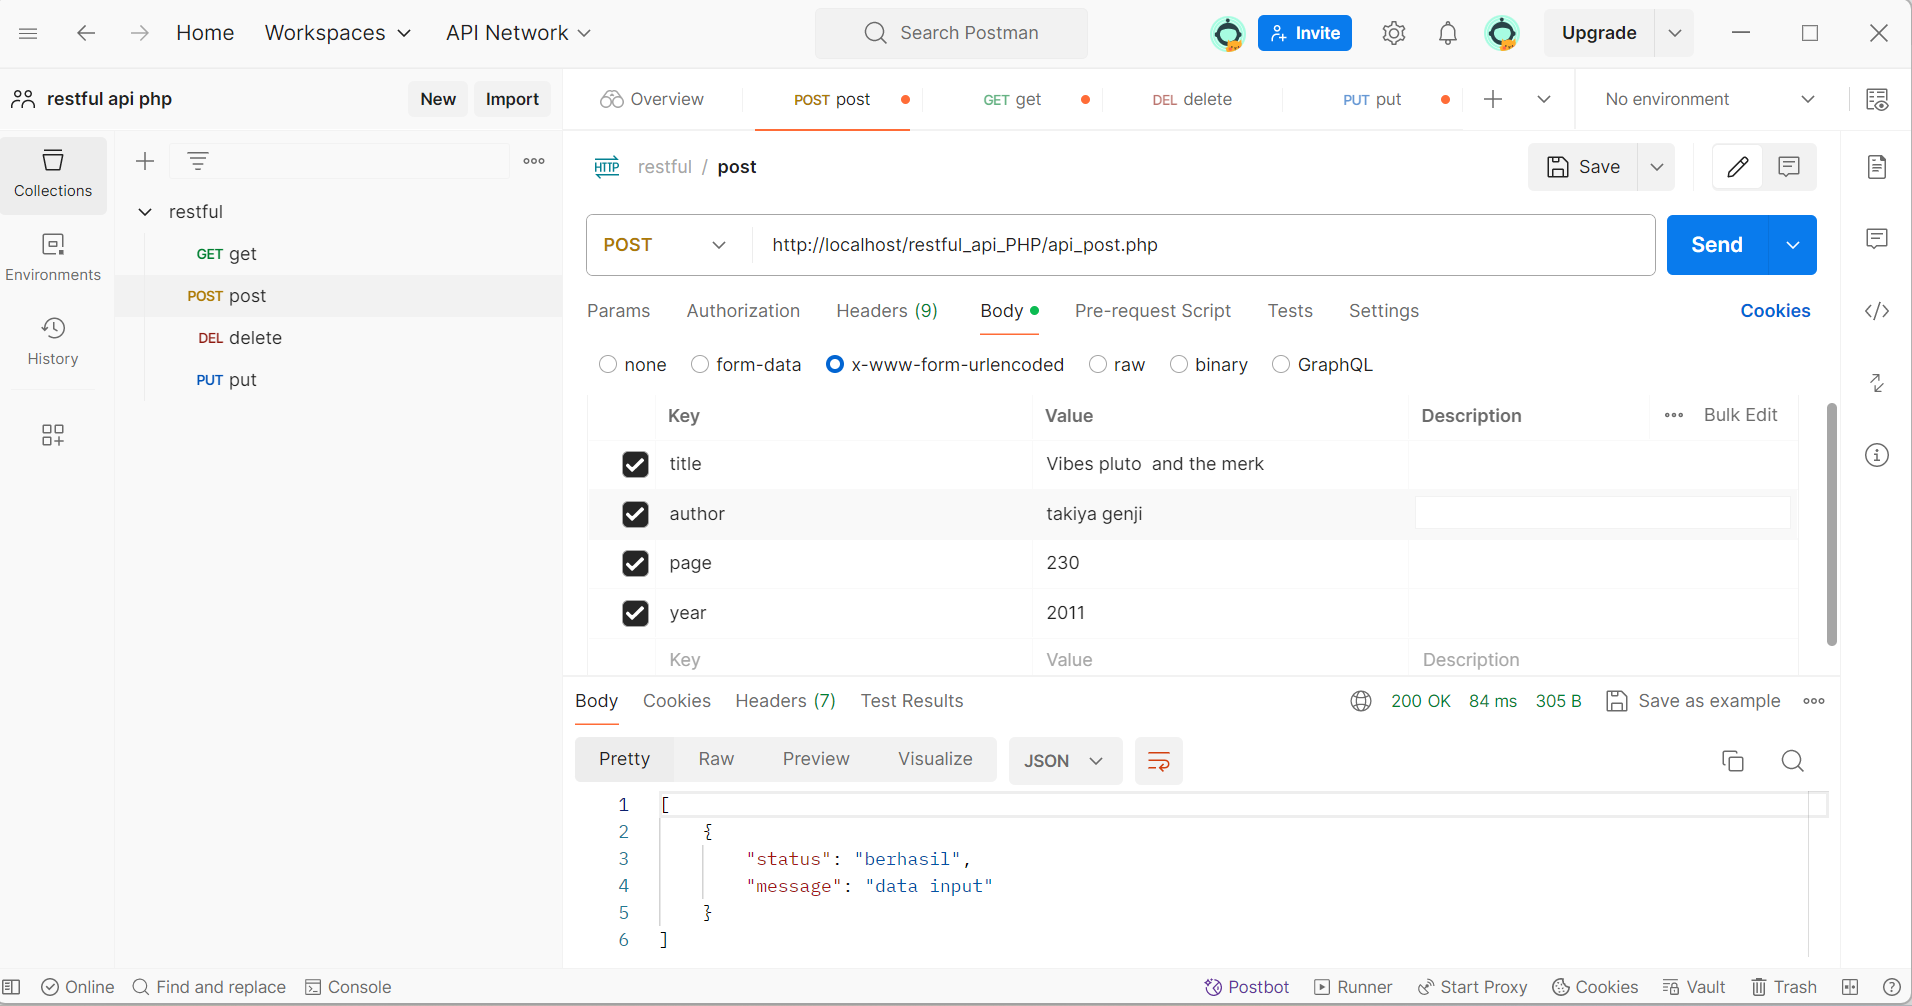 Home Workspaces API Network Search Postman Invite Upgrade
restful api php New Import Overview POST post GET get DEL delete PUT put No environment
Collections
Environments
History
restful
GET get
POST post
DEL delete
PUT put
HTTP restful / post Save
POST http://localhost/restful_api_PHP/api_post.php Send
Params Authorization Headers (9) Body Pre-request Script Tests Settings Cookies
none form-data x-www-form-urlencoded raw binary GraphQL
Key Value Description Bulk Edit
title Vibes pluto  and the merk
author takiya genji
page 230
year 2011
Key Value Description
Body Cookies Headers (7) Test Results 200 OK 84 ms 305 B Save as example
Pretty Raw Preview Visualize JSON
1 [
2 {
3 "status": "berhasil",
4 "message": "data input"
5 }
6 ]
Online Find and replace Console Postbot Runner Start Proxy Cookies Vault Trash